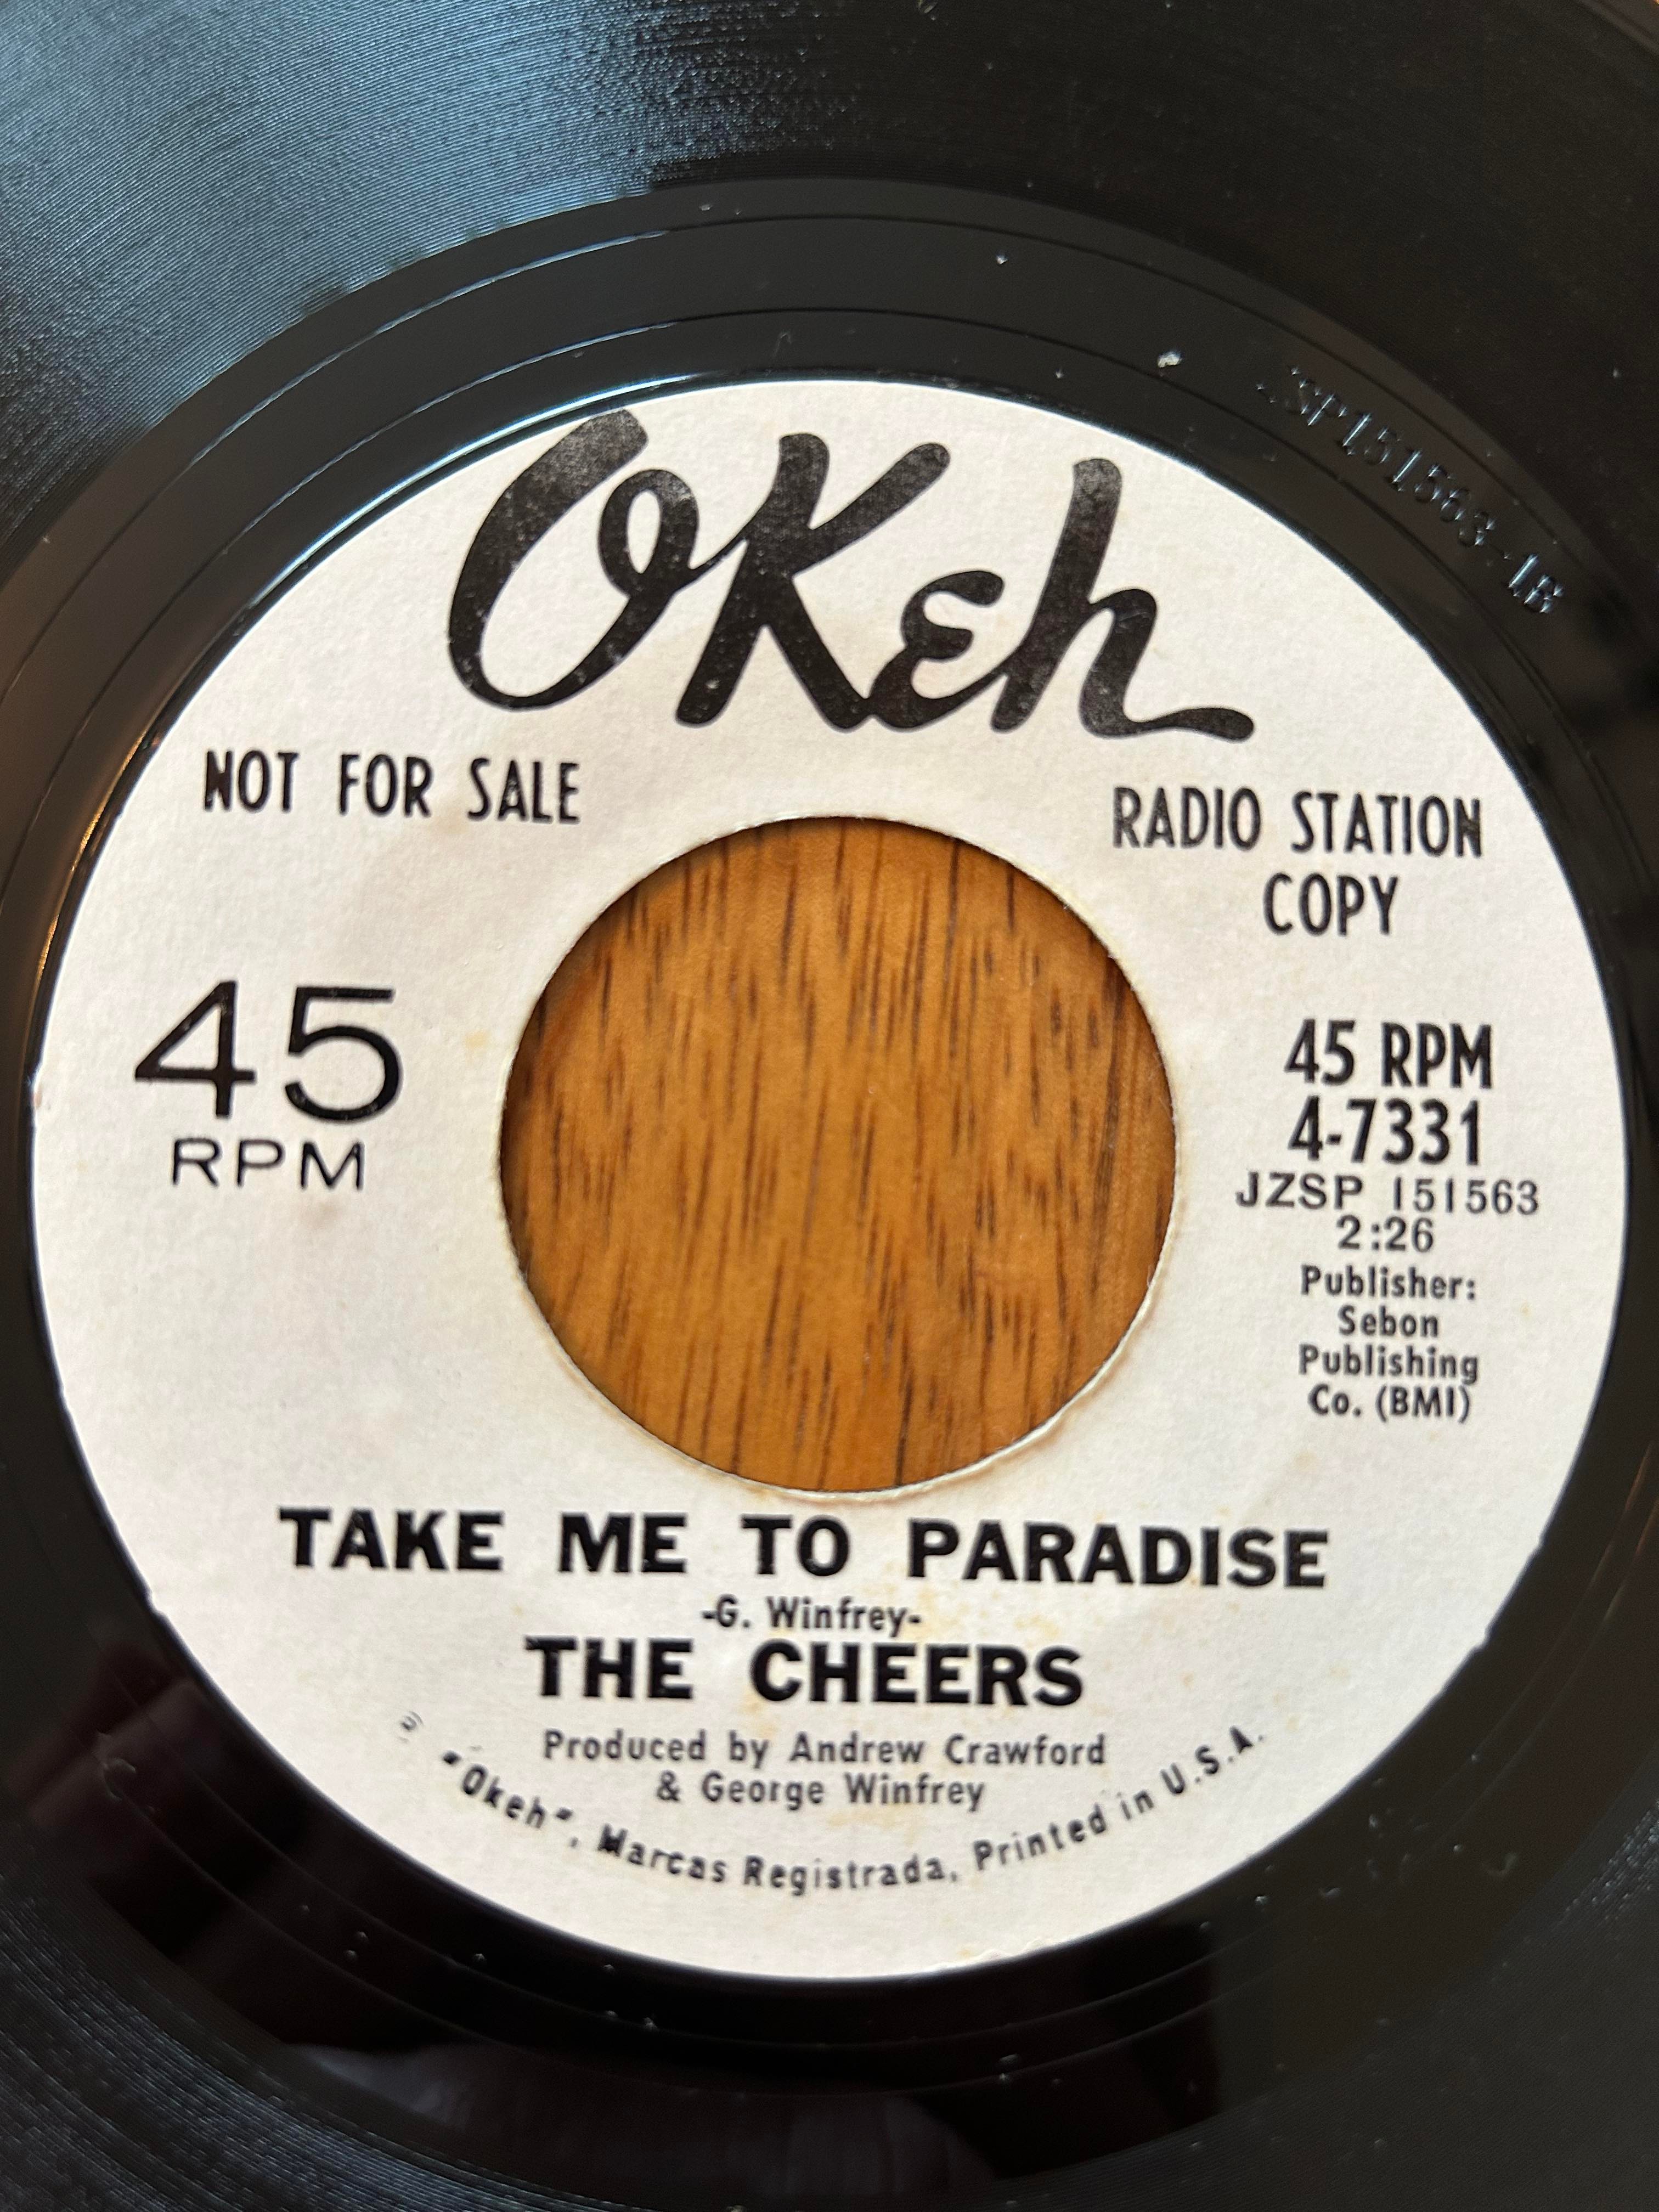 OKeh
NOT FOR SALE
RADIO STATION
COPY
45
RPM
45 RPM
4-7331
JZSP 151563
2:26
Publisher:
Sebon
Publishing
Co. (BMI)
TAKE ME TO PARADISE
-G. Winfrey-
THE CHEERS
Produced by Andrew Crawford
& George Winfrey
"Okeh", Marcas Registrada, Printed in U.S.A.
SP151563-1B